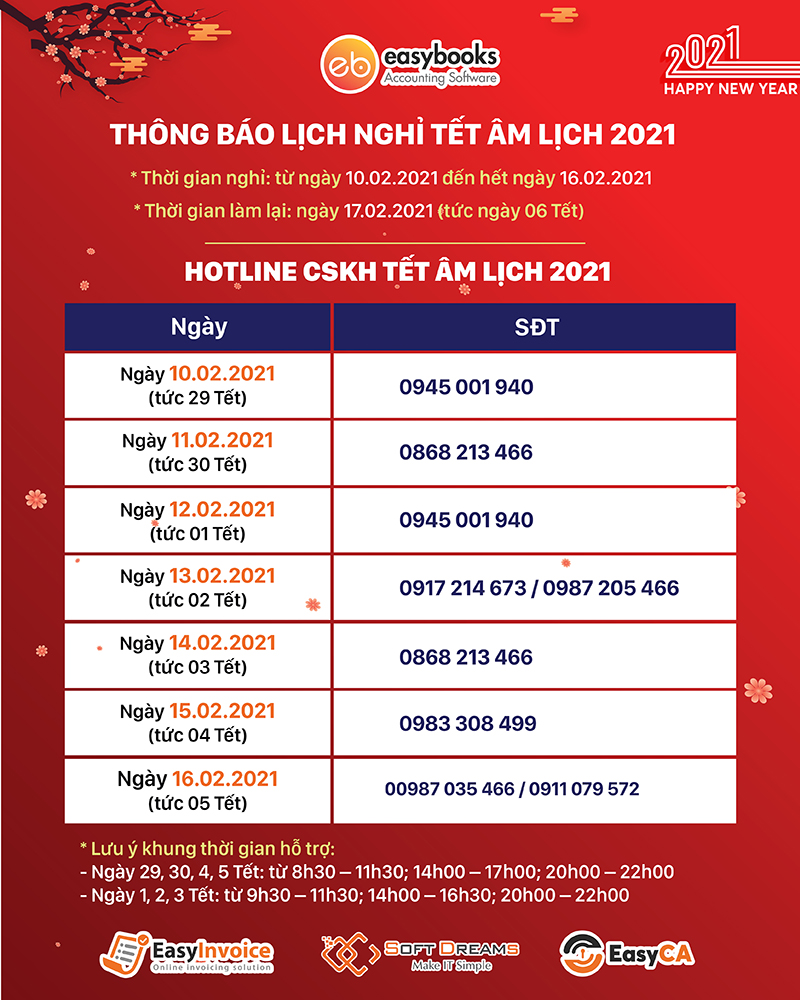 easybooks
Accounting Software
2021
HAPPY NEW YEAR
THÔNG BÁO LỊCH NGHỈ TẾT ÂM LỊCH 2021
* Thời gian nghỉ: từ ngày 10.02.2021 đến hết ngày 16.02.2021
* Thời gian làm lại: ngày 17.02.2021 (tức ngày 06 Tết)
HOTLINE CSKH TẾT ÂM LỊCH 2021
Ngày SĐT
Ngày 10.02.2021
(tức 29 Tết)
0945 001 940
Ngày 11.02.2021
(tức 30 Tết)
0868 213 466
Ngày 12.02.2021
(tức 01 Tết)
0945 001 940
Ngày 13.02.2021
(tức 02 Tết)
0917 214 673 / 0987 205 466
Ngày 14.02.2021
(tức 03 Tết)
0868 213 466
Ngày 15.02.2021
(tức 04 Tết)
0983 308 499
Ngày 16.02.2021
(tức 05 Tết)
00987 035 466 / 0911 079 572
* Lưu ý khung thời gian hỗ trợ:
- Ngày 29, 30, 4, 5 Tết: từ 8h30 – 11h30; 14h00 – 17h00; 20h00 – 22h00
- Ngày 1, 2, 3 Tết: từ 9h30 – 11h30; 14h00 – 16h30; 20h00 – 22h00
EasyInvoice
Online invoicing solution
SOFT DREAMS
Make IT Simple
EasyCA